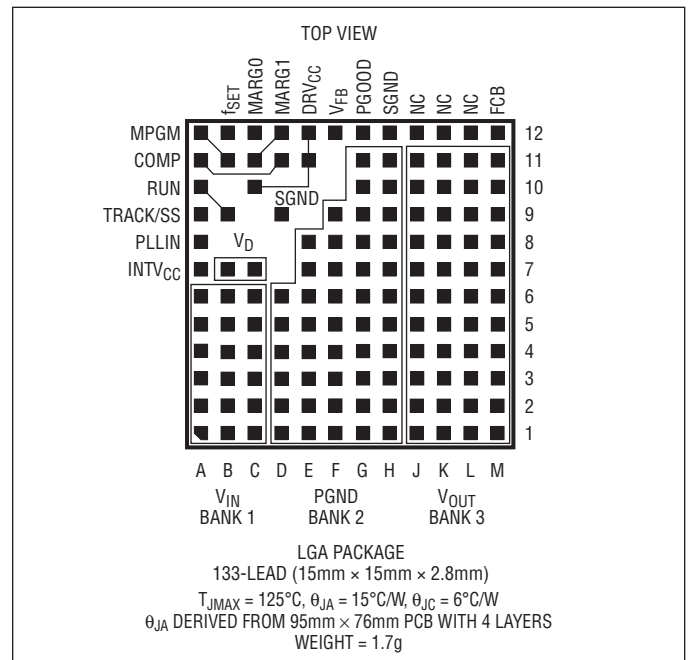 TOP VIEW
fSET
MARG0
MARG1
DRVCC
VFB
PGOOD
SGND
NC
NC
NC
FCB
MPGM
12
COMP
11
RUN
10
SGND
TRACK/SS
9
PLLIN
VD
8
INTVCC
7
6
5
4
3
2
1
A B C D E F G H J K L M
VIN
BANK 1
PGND
BANK 2
VOUT
BANK 3
LGA PACKAGE
133-LEAD (15mm × 15mm × 2.8mm)
TJMAX = 125°C, θJA = 15°C/W, θJC = 6°C/W
θJA DERIVED FROM 95mm × 76mm PCB WITH 4 LAYERS
WEIGHT = 1.7g